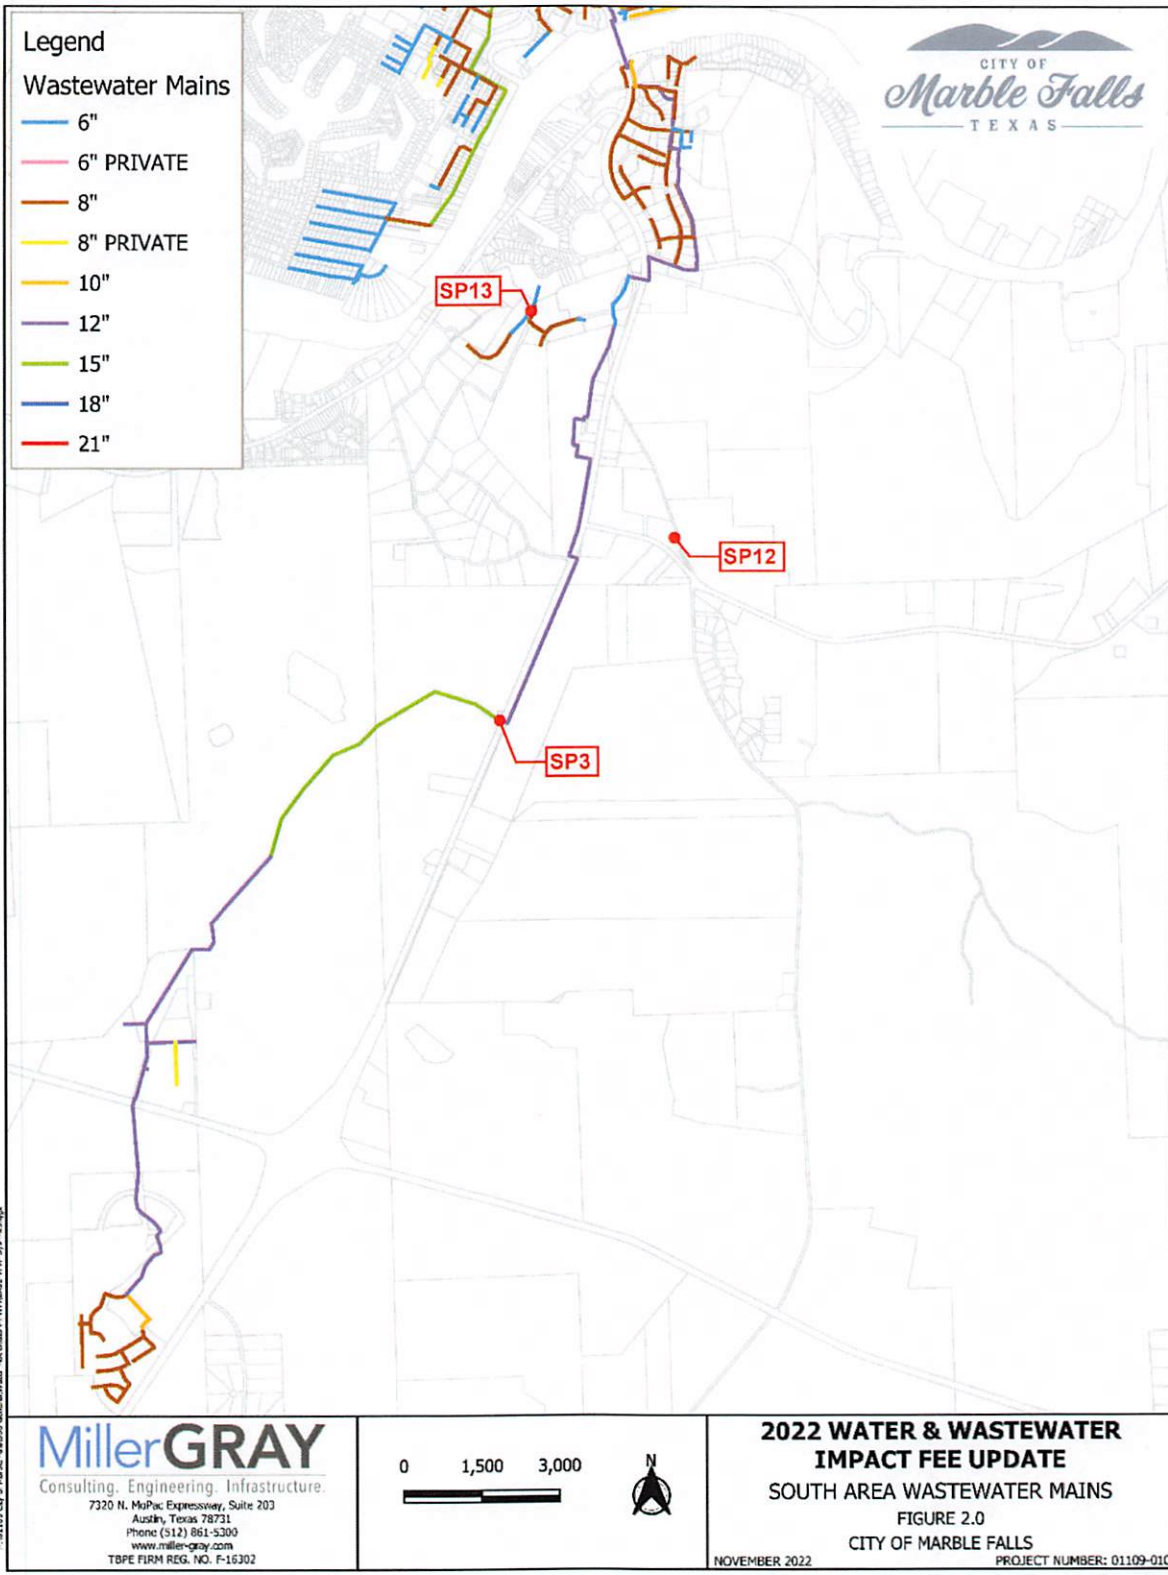 Legend
Wastewater Mains
6"
6" PRIVATE
8"
8" PRIVATE
10"
12"
15"
18"
21"
CITY OF
Marble Falls
TEXAS
SP13
SP12
SP3
MillerGRAY
Consulting. Engineering. Infrastructure.
7320 N. MoPac Expressway, Suite 203
Austin, Texas 78731
Phone (512) 861-5300
www.miller-gray.com
TBPE FIRM REG. NO. F-16302
0 1,500 3,000
N
2022 WATER & WASTEWATER
IMPACT FEE UPDATE
SOUTH AREA WASTEWATER MAINS
FIGURE 2.0
CITY OF MARBLE FALLS
NOVEMBER 2022 PROJECT NUMBER: 01109-010